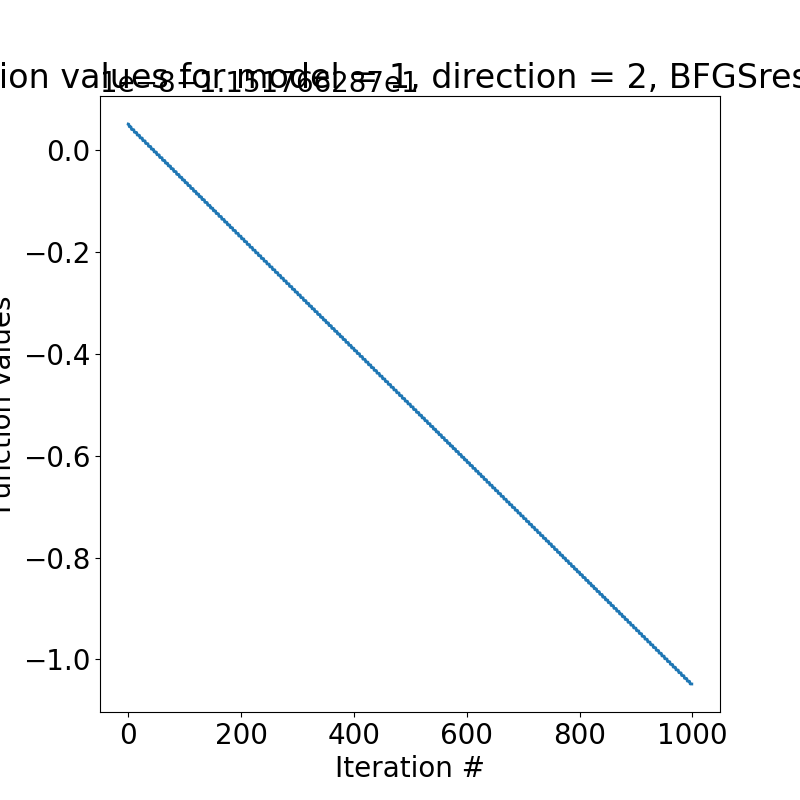 ion values for model = 1, direction = 2, BFGSres
1e−8−1.151766287e1
0.0
−0.2
−0.4
−0.6
−0.8
−1.0
Function values
0 200 400 600 800 1000
Iteration #